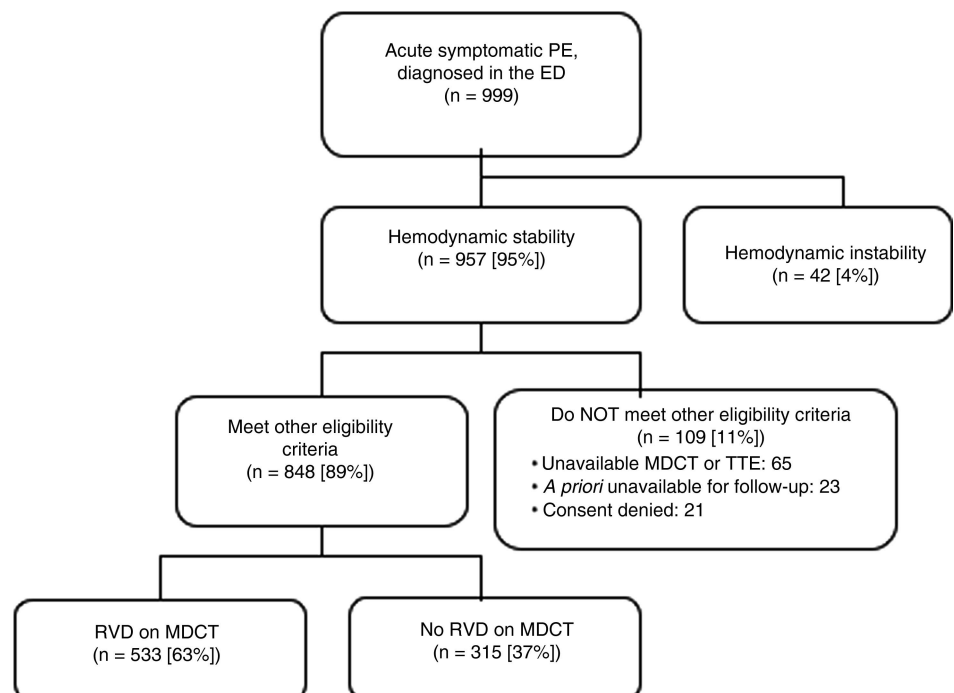 Acute symptomatic PE,
diagnosed in the ED
(n = 999)
Hemodynamic stability
(n = 957 [95%])
Hemodynamic instability
(n = 42 [4%])
Meet other eligibility
criteria
(n = 848 [89%])
Do NOT meet other eligibility criteria
(n = 109 [11%])
• Unavailable MDCT or TTE: 65
• A priori unavailable for follow-up: 23
• Consent denied: 21
RVD on MDCT
(n = 533 [63%])
No RVD on MDCT
(n = 315 [37%])